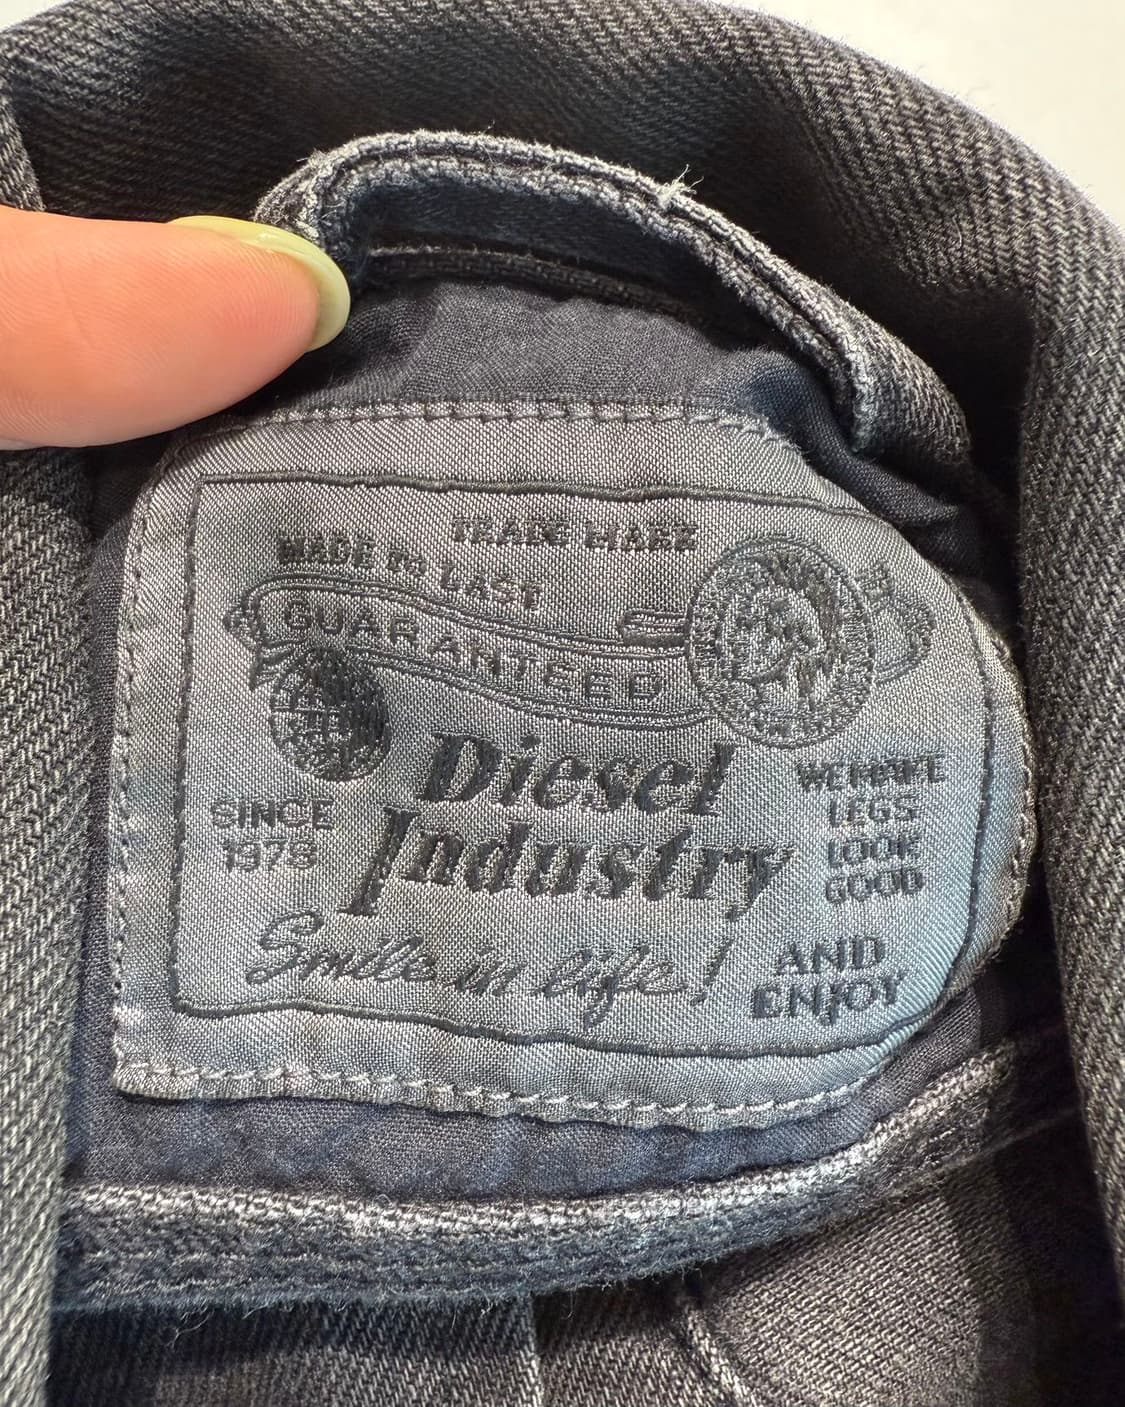 TRADE MARK
MADE to LAST
GUARANTEED
Diesel
Industry
SINCE
1978
WE MAKE
LEGS
LOOK
GOOD
Smile in life!
AND
ENJOY